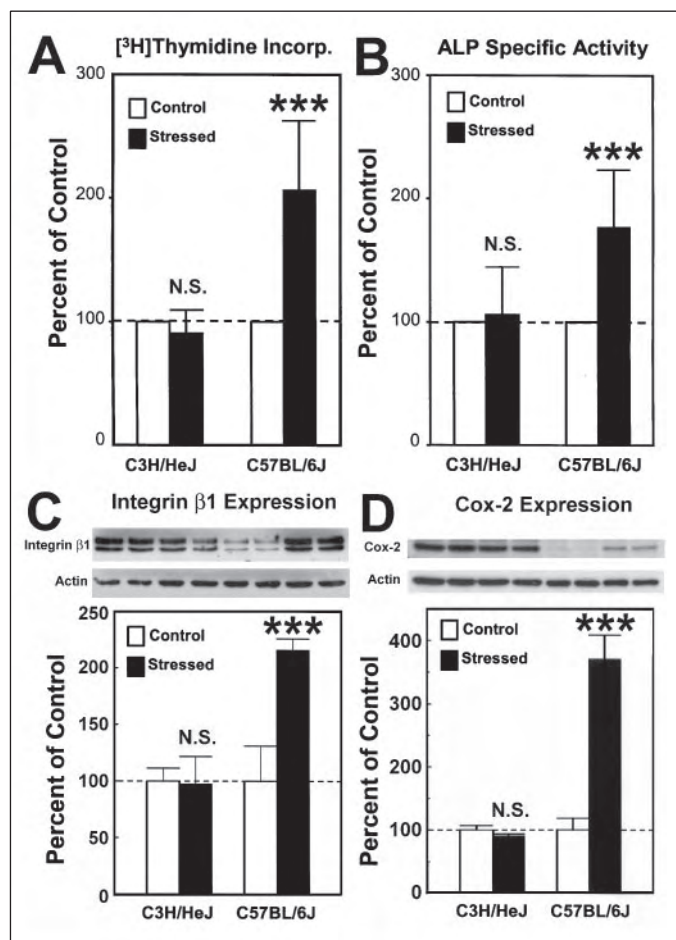 A
[³H]Thymidine Incorp.
Percent of Control
300
200
100
0
Control
Stressed
N.S.
***
C3H/HeJ
C57BL/6J
B
ALP Specific Activity
Percent of Control
300
200
100
0
Control
Stressed
N.S.
***
C3H/HeJ
C57BL/6J
C
Integrin β1 Expression
Integrin β1
Actin
Percent of Control
250
200
150
100
50
0
Control
Stressed
N.S.
***
C3H/HeJ
C57BL/6J
D
Cox-2 Expression
Cox-2
Actin
Percent of Control
400
300
200
100
0
Control
Stressed
N.S.
***
C3H/HeJ
C57BL/6J